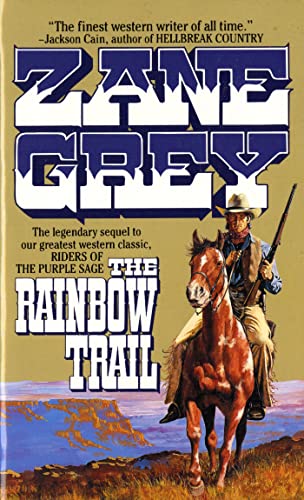 "The finest western writer of all time."
–Jackson Cain, author of HELLBREAK COUNTRY
ZANE
GREY
The legendary sequel to
our greatest western classic,
RIDERS OF
THE PURPLE SAGE
THE
RAINBOW
TRAIL